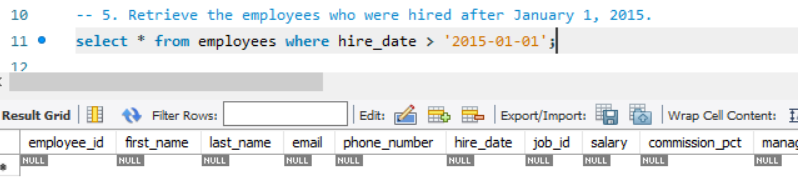 10 -- 5. Retrieve the employees who were hired after January 1, 2015.
11 select * from employees where hire_date > '2015-01-01';
12
Result Grid Filter Rows: Edit: Export/Import: Wrap Cell Content:
employee_id first_name last_name email phone_number hire_date job_id salary commission_pct manag
* NULL NULL NULL NULL NULL NULL NULL NULL NULL NULL